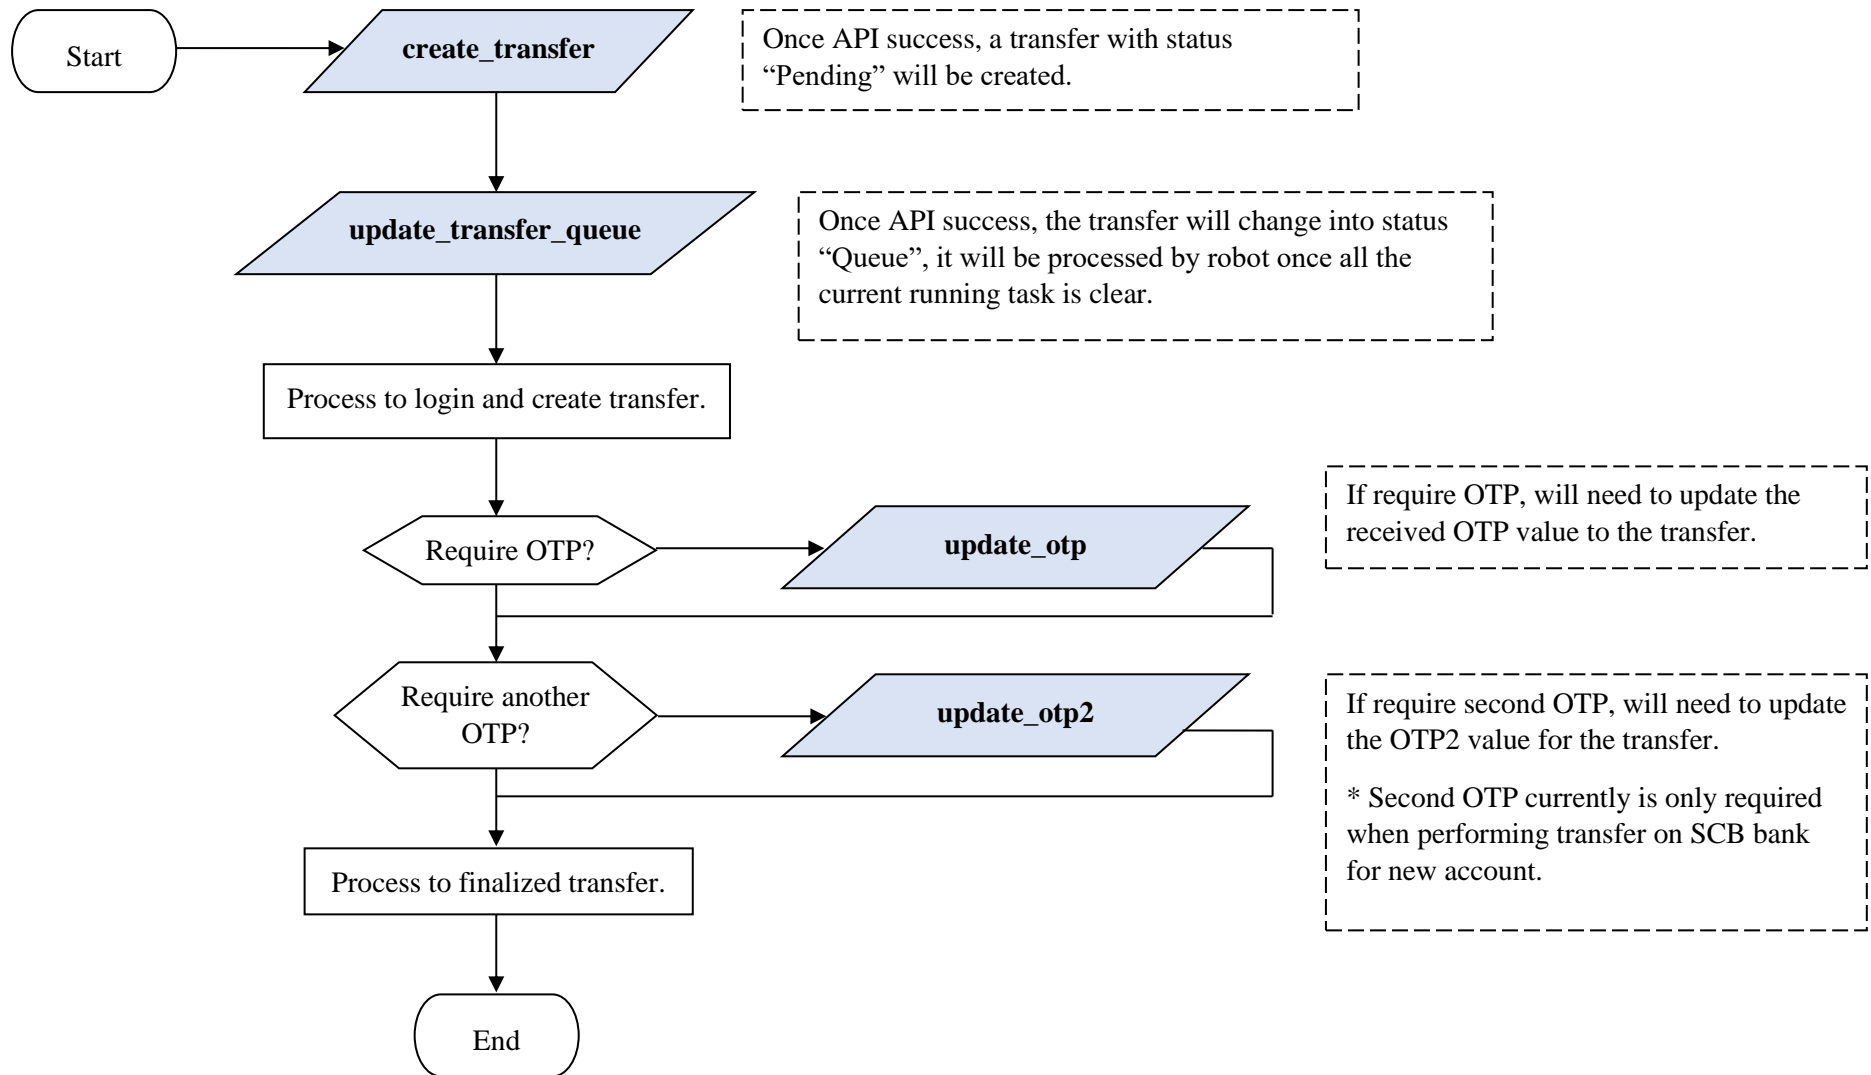 Start
create_transfer
Once API success, a transfer with status
“Pending” will be created.
update_transfer_queue
Once API success, the transfer will change into status
“Queue”, it will be processed by robot once all the
current running task is clear.
Process to login and create transfer.
Require OTP?
update_otp
If require OTP, will need to update the
received OTP value to the transfer.
Require another
OTP?
update_otp2
If require second OTP, will need to update
the OTP2 value for the transfer.
* Second OTP currently is only required
when performing transfer on SCB bank
for new account.
Process to finalized transfer.
End